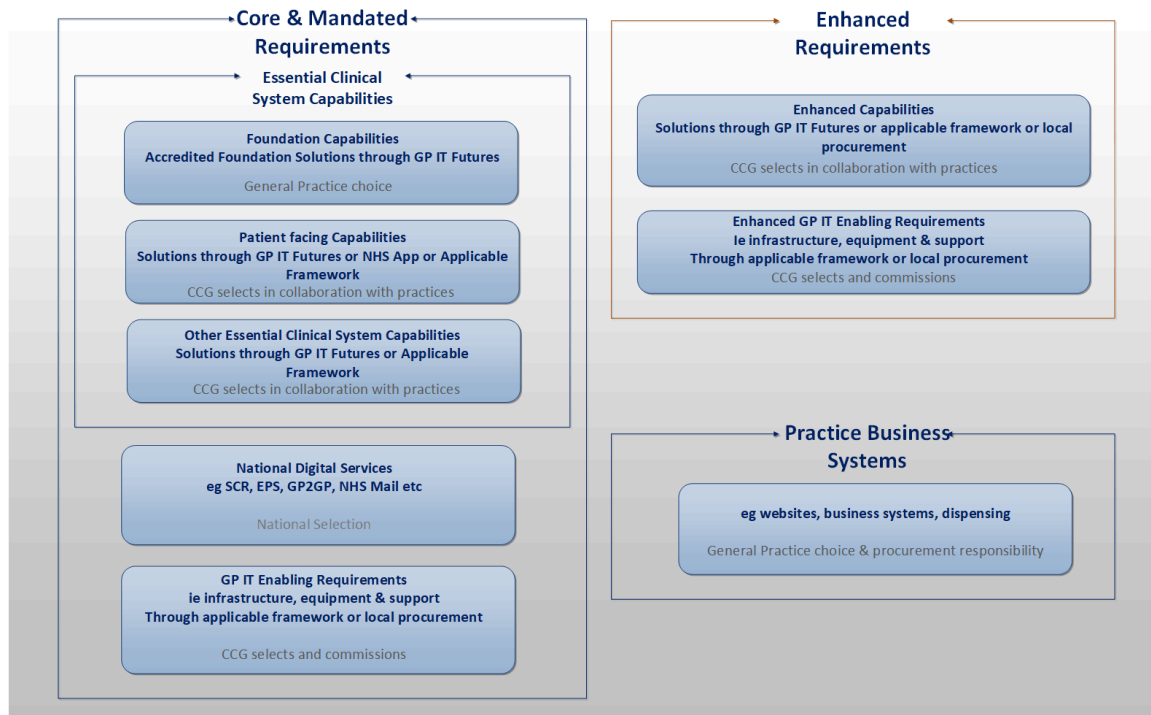 Core & Mandated
Requirements
Essential Clinical
System Capabilities
Foundation Capabilities
Accredited Foundation Solutions through GP IT Futures
General Practice choice
Patient facing Capabilities
Solutions through GP IT Futures or NHS App or Applicable
Framework
CCG selects in collaboration with practices
Other Essential Clinical System Capabilities
Solutions through GP IT Futures or Applicable
Framework
CCG selects in collaboration with practices
National Digital Services
eg SCR, EPS, GP2GP, NHS Mail etc
National Selection
GP IT Enabling Requirements
ie infrastructure, equipment & support
Through applicable framework or local procurement
CCG selects and commissions
Enhanced
Requirements
Enhanced Capabilities
Solutions through GP IT Futures or applicable framework or local
procurement
CCG selects in collaboration with practices
Enhanced GP IT Enabling Requirements
Ie infrastructure, equipment & support
Through applicable framework or local procurement
CCG selects and commissions
Practice Business
Systems
eg websites, business systems, dispensing
General Practice choice & procurement responsibility